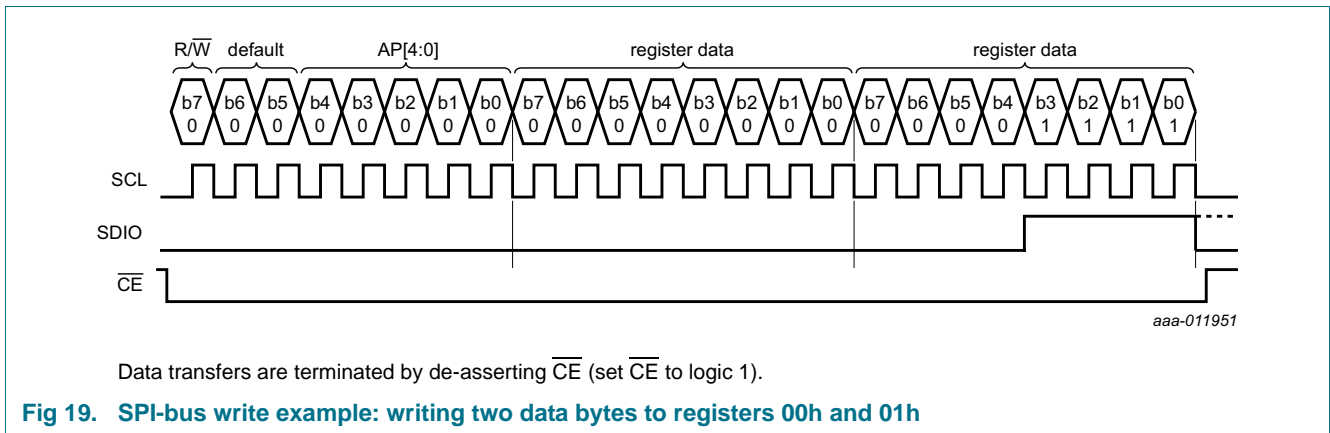 R/W̅ default AP[4:0] register data register data
b7 b6 b5 b4 b3 b2 b1 b0 b7 b6 b5 b4 b3 b2 b1 b0 b7 b6 b5 b4 b3 b2 b1 b0
0 0 0 0 0 0 0 0 0 0 0 0 0 0 0 0 0 0 0 0 1 1 1 1
SCL
SDIO
C̅E̅
aaa-011951
Data transfers are terminated by de-asserting C̅E̅ (set C̅E̅ to logic 1).
Fig 19. SPI-bus write example: writing two data bytes to registers 00h and 01h